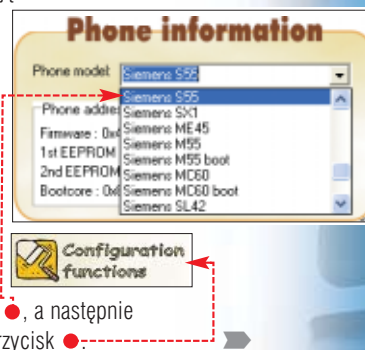 Phone information
Phone model: Siemens S55
Siemens S55
Phone addre
Siemens SX1
Firmware : 0x
Siemens ME45
1st EEPROM
Siemens M55
2nd EEPROM
Siemens M55 boot
Bootcore : 0x
Siemens MC60
Siemens MC60 boot
Siemens SL42
Configuration
functions
, a następnie
rzycisk